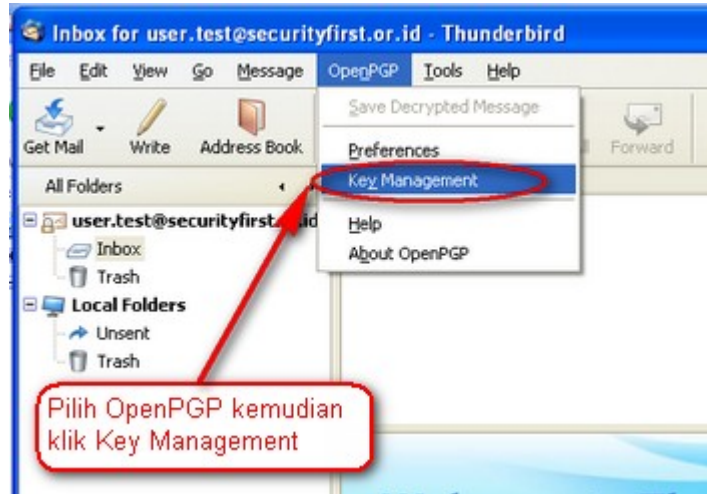 Inbox for user.test@securityfirst.or.id - Thunderbird
File Edit View Go Message OpenPGP Tools Help
Save Decrypted Message
Get Mail Write Address Book Forward
Preferences
All Folders
Key Management
user.test@securityfirst.id
Help
Inbox
About OpenPGP
Trash
Local Folders
Unsent
Trash
Pilih OpenPGP kemudian
klik Key Management